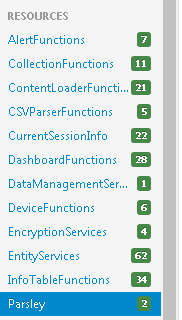 RESOURCES
AlertFunctions 7
CollectionFunctions 11
ContentLoaderFuncti... 21
CSVParserFunctions 5
CurrentSessionInfo 22
DashboardFunctions 28
DataManagementSer... 1
DeviceFunctions 6
EncryptionServices 4
EntityServices 62
InfoTableFunctions 34
Parsley 2